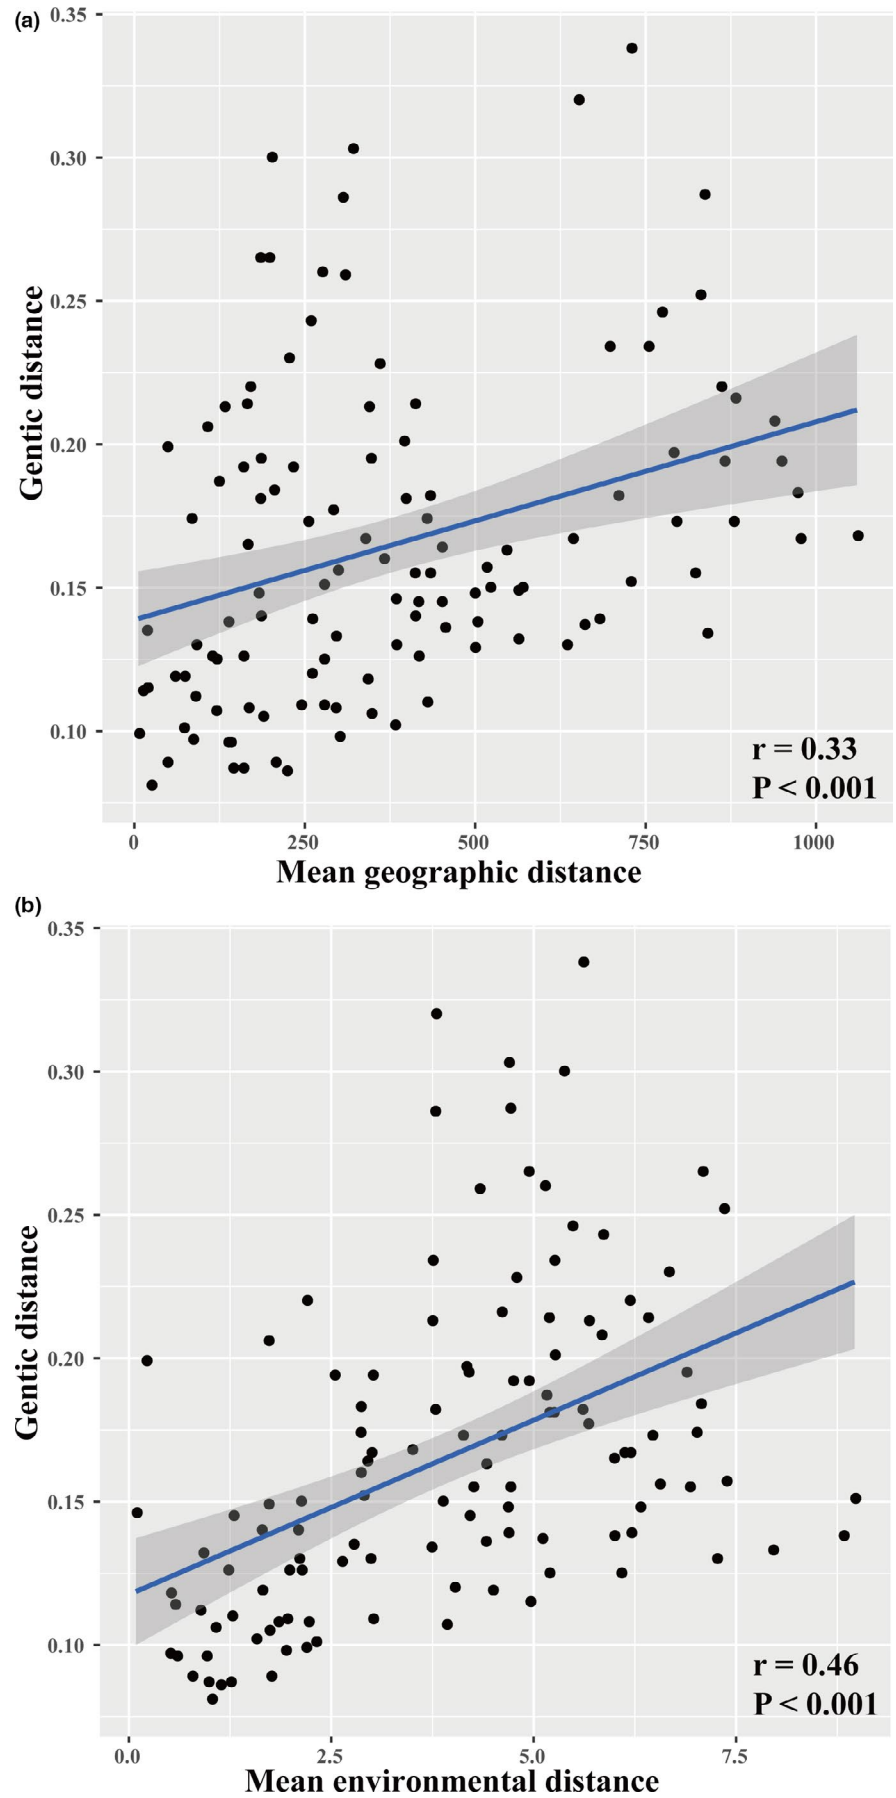 (a)
0.35
0.30
0.25
0.20
0.15
0.10
Gentic distance
r = 0.33
P < 0.001
0 250 500 750 1000
Mean geographic distance
(b)
0.35
0.30
0.25
0.20
0.15
0.10
Gentic distance
r = 0.46
P < 0.001
0.0 2.5 5.0 7.5
Mean environmental distance